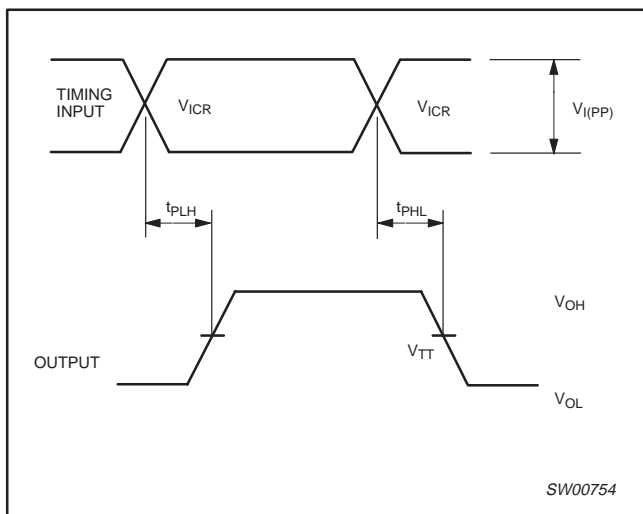 TIMING
INPUT
VICR
VICR
VI(PP)
tPLH
tPHL
VOH
VTT
OUTPUT
VOL
SW00754